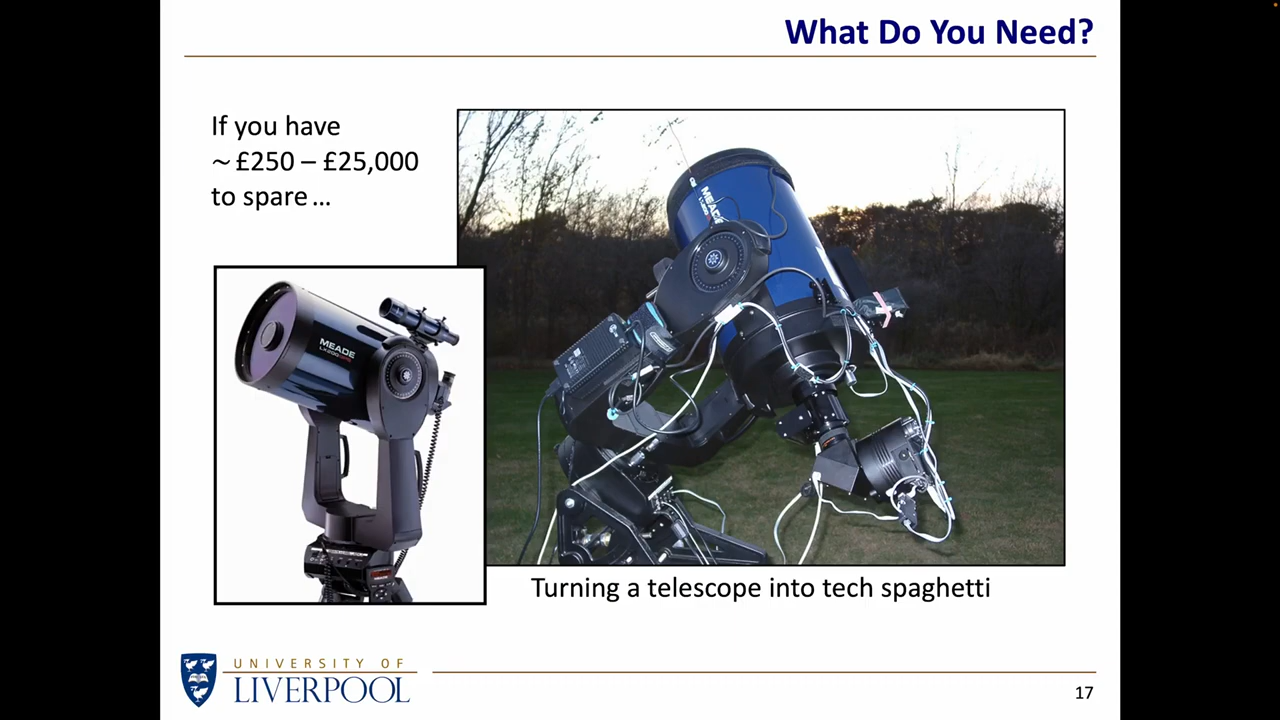 What Do You Need?
If you have
~ £250 – £25,000
to spare ...
MEADE
MEADE
Turning a telescope into tech spaghetti
UNIVERSITY OF
LIVERPOOL
17